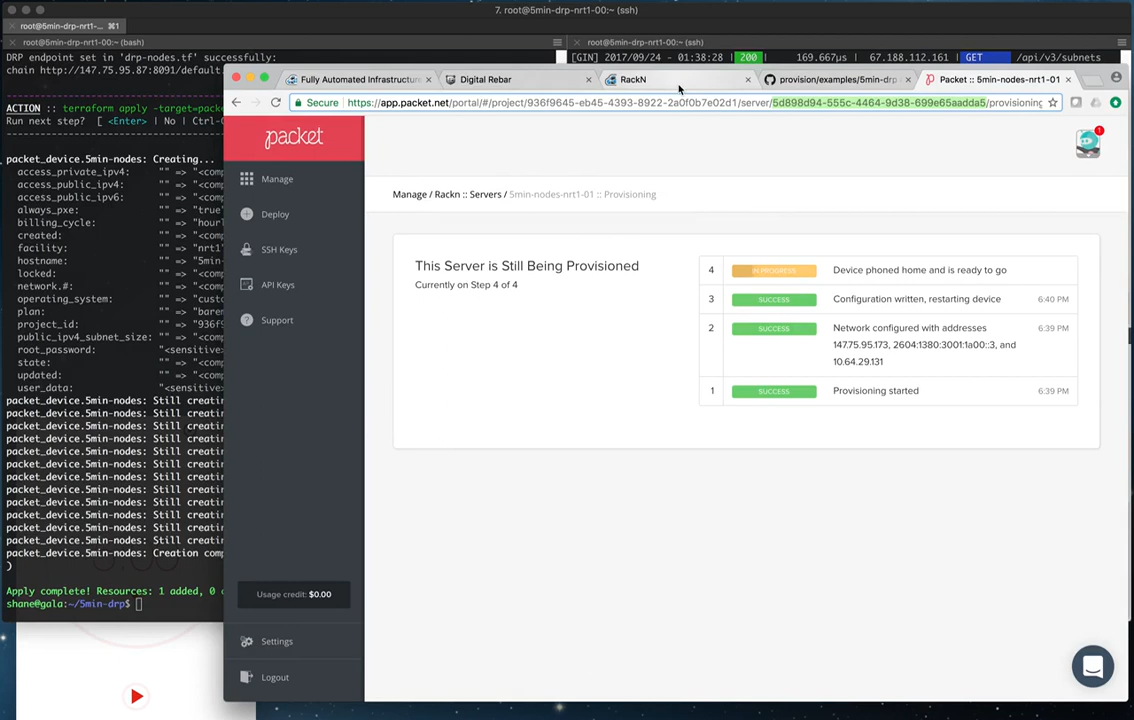 7. root@5min-drp-nrt1-00: (ssh)
root@5min-drp-nrt1-... ⌘1
root@5min-drp-nrt1-00: (bash)
root@5min-drp-nrt1-00: (ssh)
DRP endpoint set in 'drp-nodes.tf' successfully:
[GIN] 2017/09/24 - 01:38:28 | 200 | 169.667µs | 67.188.112.161 | GET /api/v3/subnets
chain http://147.75.95.87:8091/default.
Fully Automated Infrastructur
Digital Rebar
RackN
provision/examples/5min-drp
Packet :: 5min-nodes-nrt1-01
Secure https://app.packet.net/portal/#/project/936f9645-eb45-4393-8922-2a0f0b7e02d1/server/5d898d94-555c-4464-9d38-699e65aadda5/provisioning
ACTION :: terraform apply -target=packe
Run next step? [ <Enter> | No | Ctrl-C
packet_device.5min-nodes: Creating...
access_private_ipv4: "" => "<comp
access_public_ipv4: "" => "<comp
access_public_ipv6: "" => "<comp
always_pxe: "" => "true"
billing_cycle: "" => "hourl
created: "" => "<comp
facility: "" => "nrt1"
hostname: "" => "5min-
locked: "" => "<comp
network.#: "" => "<comp
operating_system: "" => "custo
plan: "" => "barem
project_id: "" => "936f9
public_ipv4_subnet_size: "" => "<comp
root_password: "<sensitive
state: "" => "<comp
updated: "" => "<comp
user_data: "<sensitive
packet_device.5min-nodes: Still creatin
packet_device.5min-nodes: Still creatin
packet_device.5min-nodes: Still creatin
packet_device.5min-nodes: Still creatin
packet_device.5min-nodes: Still creatin
packet_device.5min-nodes: Still creatin
packet_device.5min-nodes: Still creatin
packet_device.5min-nodes: Still creatin
packet_device.5min-nodes: Still creatin
packet_device.5min-nodes: Still creatin
packet_device.5min-nodes: Still creatin
packet_device.5min-nodes: Still creatin
packet_device.5min-nodes: Creation comp
)
Apply complete! Resources: 1 added, 0 c
shane@gala:~/5min-drp$
packet
Manage
Deploy
SSH Keys
API Keys
Support
Usage credit: $0.00
Settings
Logout
1
Manage / Rackn :: Servers / 5min-nodes-nrt1-01 :: Provisioning
This Server is Still Being Provisioned
Currently on Step 4 of 4
4 IN PROGRESS Device phoned home and is ready to go
3 SUCCESS Configuration written, restarting device 6:40 PM
2 SUCCESS Network configured with addresses 6:39 PM
147.75.95.173, 2604:1380:3001:1a00::3, and
10.64.29.131
1 SUCCESS Provisioning started 6:39 PM